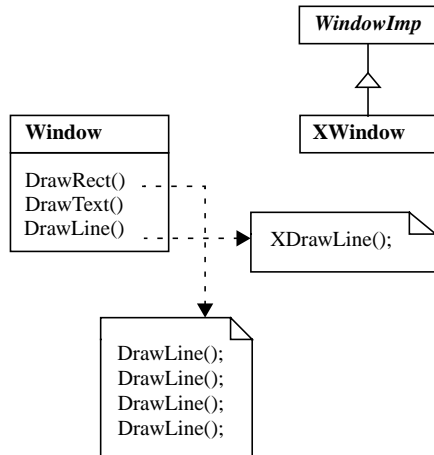 WindowImp
XWindow
Window
DrawRect()
DrawText()
DrawLine()
XDrawLine();
DrawLine();
DrawLine();
DrawLine();
DrawLine();